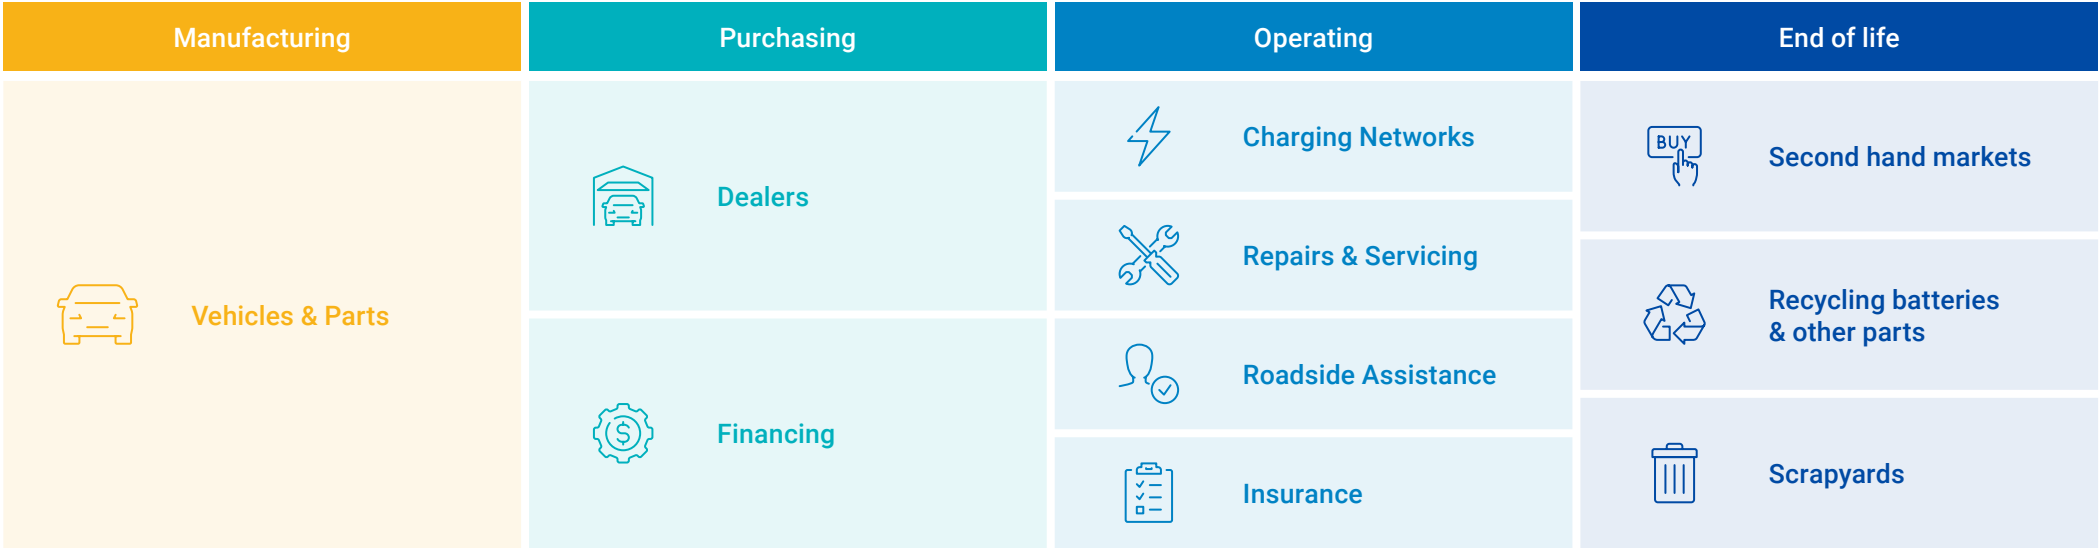 Manufacturing
Vehicles & Parts
Purchasing
Dealers
Financing
Operating
Charging Networks
Repairs & Servicing
Roadside Assistance
Insurance
End of life
BUY
Second hand markets
Recycling batteries
& other parts
Scrapyards